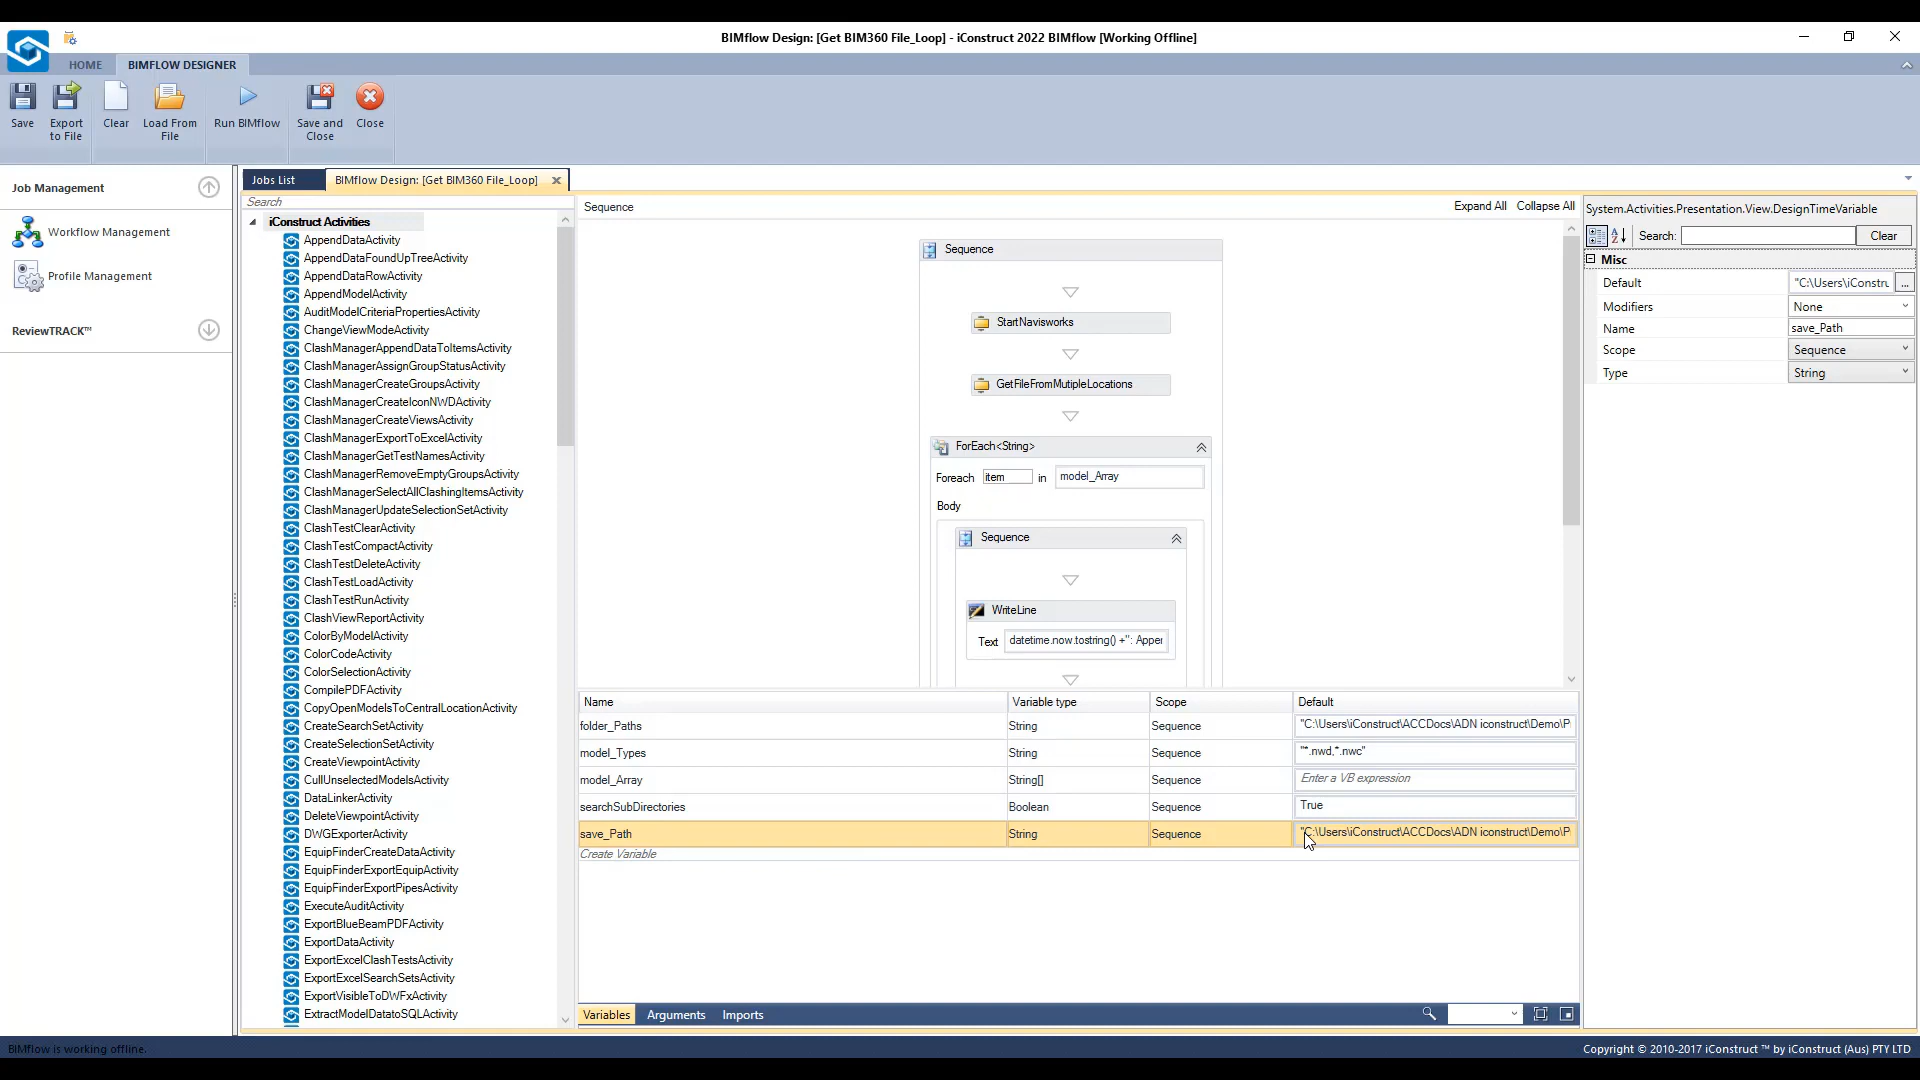 BIMflow Design: [Get BIM360 File_Loop] - iConstruct 2022 BIMflow [Working Offline]
HOME
BIMFLOW DESIGNER
Save
Export to File
Clear
Load From File
Run BIMflow
Save and Close
Close
Job Management
Workflow Management
Profile Management
ReviewTRACK™
Jobs List
BIMflow Design: [Get BIM360 File_Loop]
Search
iConstruct Activities
AppendDataActivity
AppendDataFoundUpTreeActivity
AppendDataRowActivity
AppendModelActivity
AuditModelCriteriaPropertiesActivity
ChangeViewModeActivity
ClashManagerAppendDataToItemsActivity
ClashManagerAssignGroupStatusActivity
ClashManagerCreateGroupsActivity
ClashManagerCreateIconNWDActivity
ClashManagerCreateViewsActivity
ClashManagerExportToExcelActivity
ClashManagerGetTestNamesActivity
ClashManagerRemoveEmptyGroupsActivity
ClashManagerSelectAllClashingItemsActivity
ClashManagerUpdateSelectionSetActivity
ClashTestClearActivity
ClashTestCompactActivity
ClashTestDeleteActivity
ClashTestLoadActivity
ClashTestRunActivity
ClashViewReportActivity
ColorByModelActivity
ColorCodeActivity
ColorSelectionActivity
CompilePDFActivity
CopyOpenModelsToCentralLocationActivity
CreateSearchSetActivity
CreateSelectionSetActivity
CreateViewpointActivity
CullUnselectedModelsActivity
DataLinkerActivity
DeleteViewpointActivity
DWGExporterActivity
EquipFinderCreateDataActivity
EquipFinderExportEquipActivity
EquipFinderExportPipesActivity
ExecuteAuditActivity
ExportBlueBeamPDFActivity
ExportDataActivity
ExportExcelClashTestsActivity
ExportExcelSearchSetsActivity
ExportVisibleToDWFxActivity
ExtractModelDatatoSQLActivity
Sequence
Expand All
Collapse All
Sequence
StartNavisworks
GetFileFromMutipleLocations
ForEach<String>
Foreach item in model_Array
Body
Sequence
WriteLine
Text datetime.now.tostring() +": Apper
Name Variable type Scope Default
folder_Paths String Sequence "C:\Users\iConstruct\ACCDocs\ADN iconstruct\Demo\P
model_Types String Sequence "*.nwd,*.nwc"
model_Array String[] Sequence Enter a VB expression
searchSubDirectories Boolean Sequence True
save_Path String Sequence "C:\Users\iConstruct\ACCDocs\ADN iconstruct\Demo\P
Create Variable
Variables Arguments Imports
System.Activities.Presentation.View.DesignTimeVariable
Search: Clear
Misc
Default "C:\Users\iConstru ...
Modifiers None
Name save_Path
Scope Sequence
Type String
BIMflow is working offline.
Copyright © 2010-2017 iConstruct ™ by iConstruct (Aus) PTY LTD